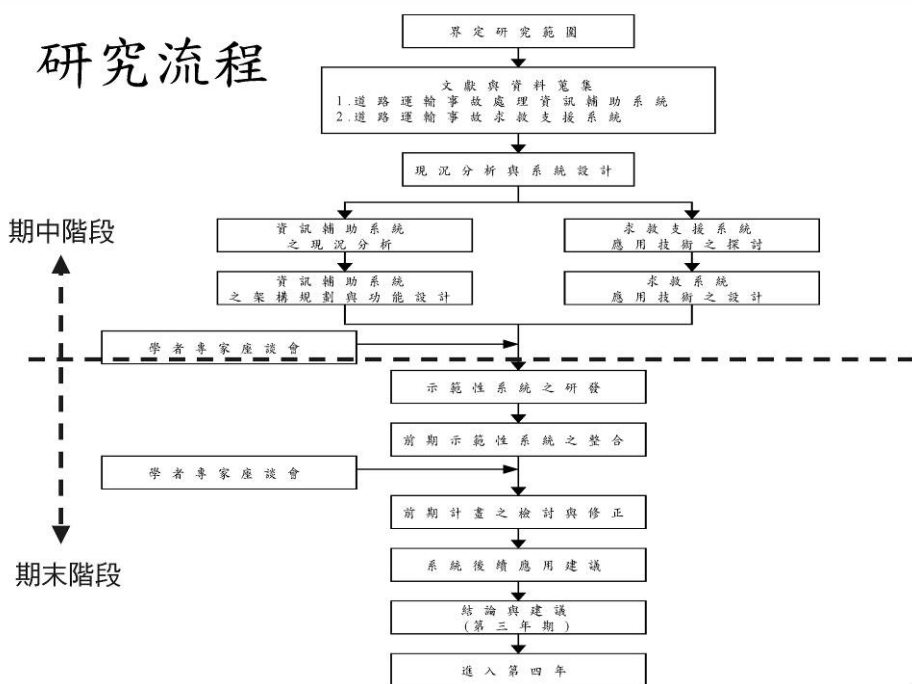 研究流程
界定研究範圍
文獻與資料蒐集
1.道路運輸事故處理資訊輔助系統
2.道路運輸事故求救支援系統
現況分析與系統設計
期中階段
資訊輔助系統
之現況分析
求救支援系統
應用技術之探討
資訊輔助系統
之架構規劃與功能設計
求救系統
應用技術之設計
學者專家座談會
示範性系統之研發
前期示範性系統之整合
學者專家座談會
前期計畫之檢討與修正
期末階段
系統後續應用建議
結論與建議
(第三年期)
進入第四年